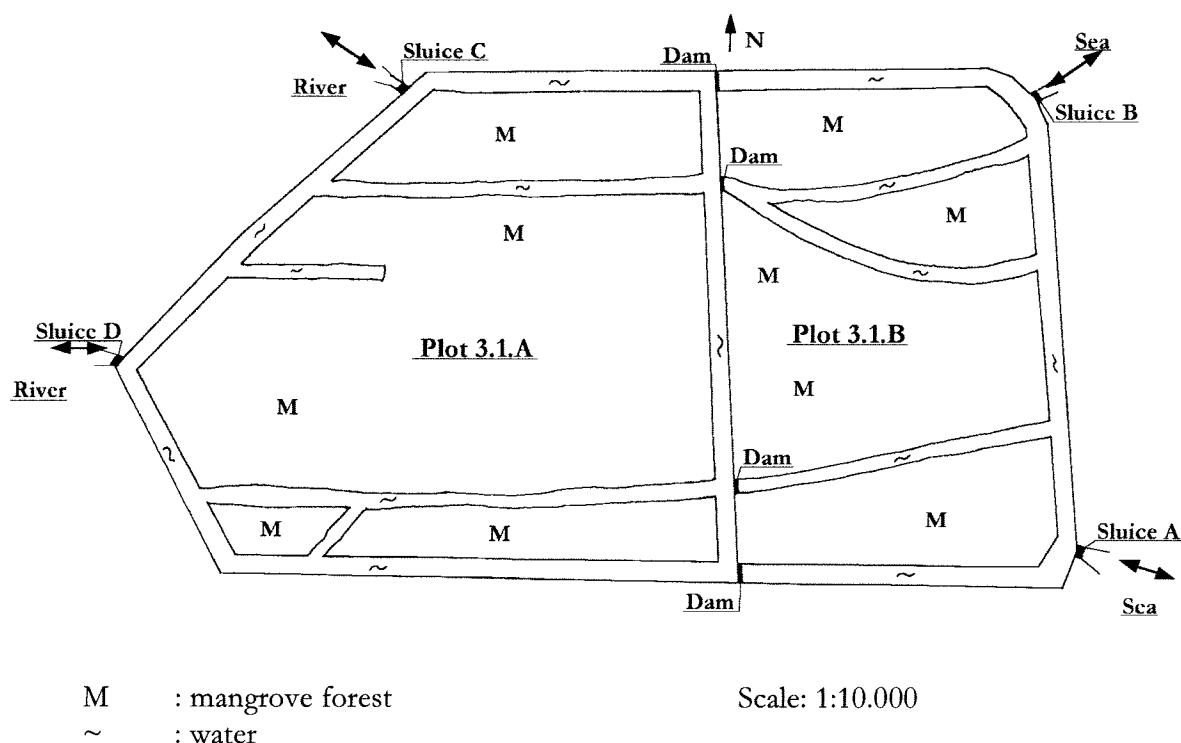 Sluice C
Dam
N
Sea
River
Sluice B
M
M
Dam
~
~
~
~
M
M
~
~
~
M
Sluice D
Plot 3.1.A
~
Plot 3.1.B
~
River
M
M
~
Dam
~
~
M
M
M
Sluice A
~
~
Dam
Sea
M : mangrove forest Scale: 1:10.000
~ : water